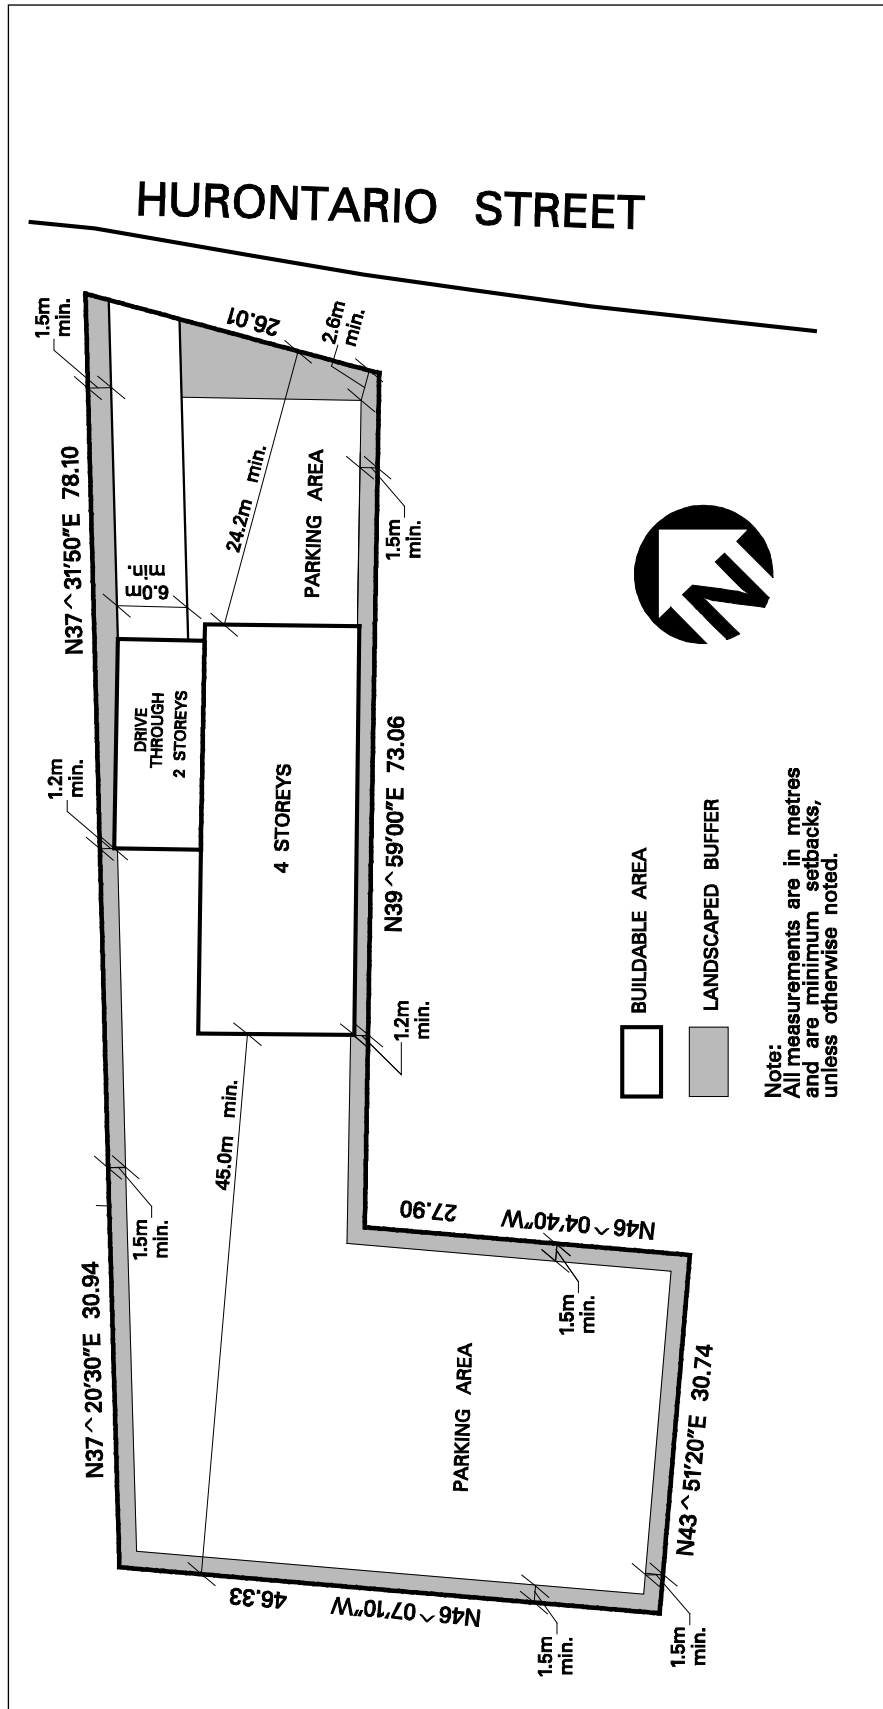 HURONTARIO STREET
1.5m
min.
26.01
2.6m
min.
N37^31'50"E 78.10
24.2m min.
PARKING AREA
1.5m
min.
6.0m
min.
DRIVE
THROUGH
2 STOREYS
4 STOREYS
1.2m
min.
N39^59'00"E 73.06
1.2m
min.
45.0m min.
1.5m
min.
N37^20'30"E 30.94
27.90 N46^04'40"W
1.5m
min.
PARKING AREA
N43^51'20"E 30.74
46.33 N46^07'10"W
1.5m
min.
1.5m
min.
N
BUILDABLE AREA
LANDSCAPED BUFFER
Note:
All measurements are in metres
and are minimum setbacks,
unless otherwise noted.